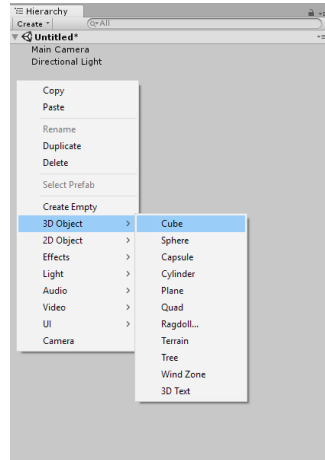 Hierarchy
Create
All
Untitled*
Main Camera
Directional Light
Copy
Paste
Rename
Duplicate
Delete
Select Prefab
Create Empty
3D Object
2D Object
Effects
Light
Audio
Video
UI
Camera
Cube
Sphere
Capsule
Cylinder
Plane
Quad
Ragdoll...
Terrain
Tree
Wind Zone
3D Text